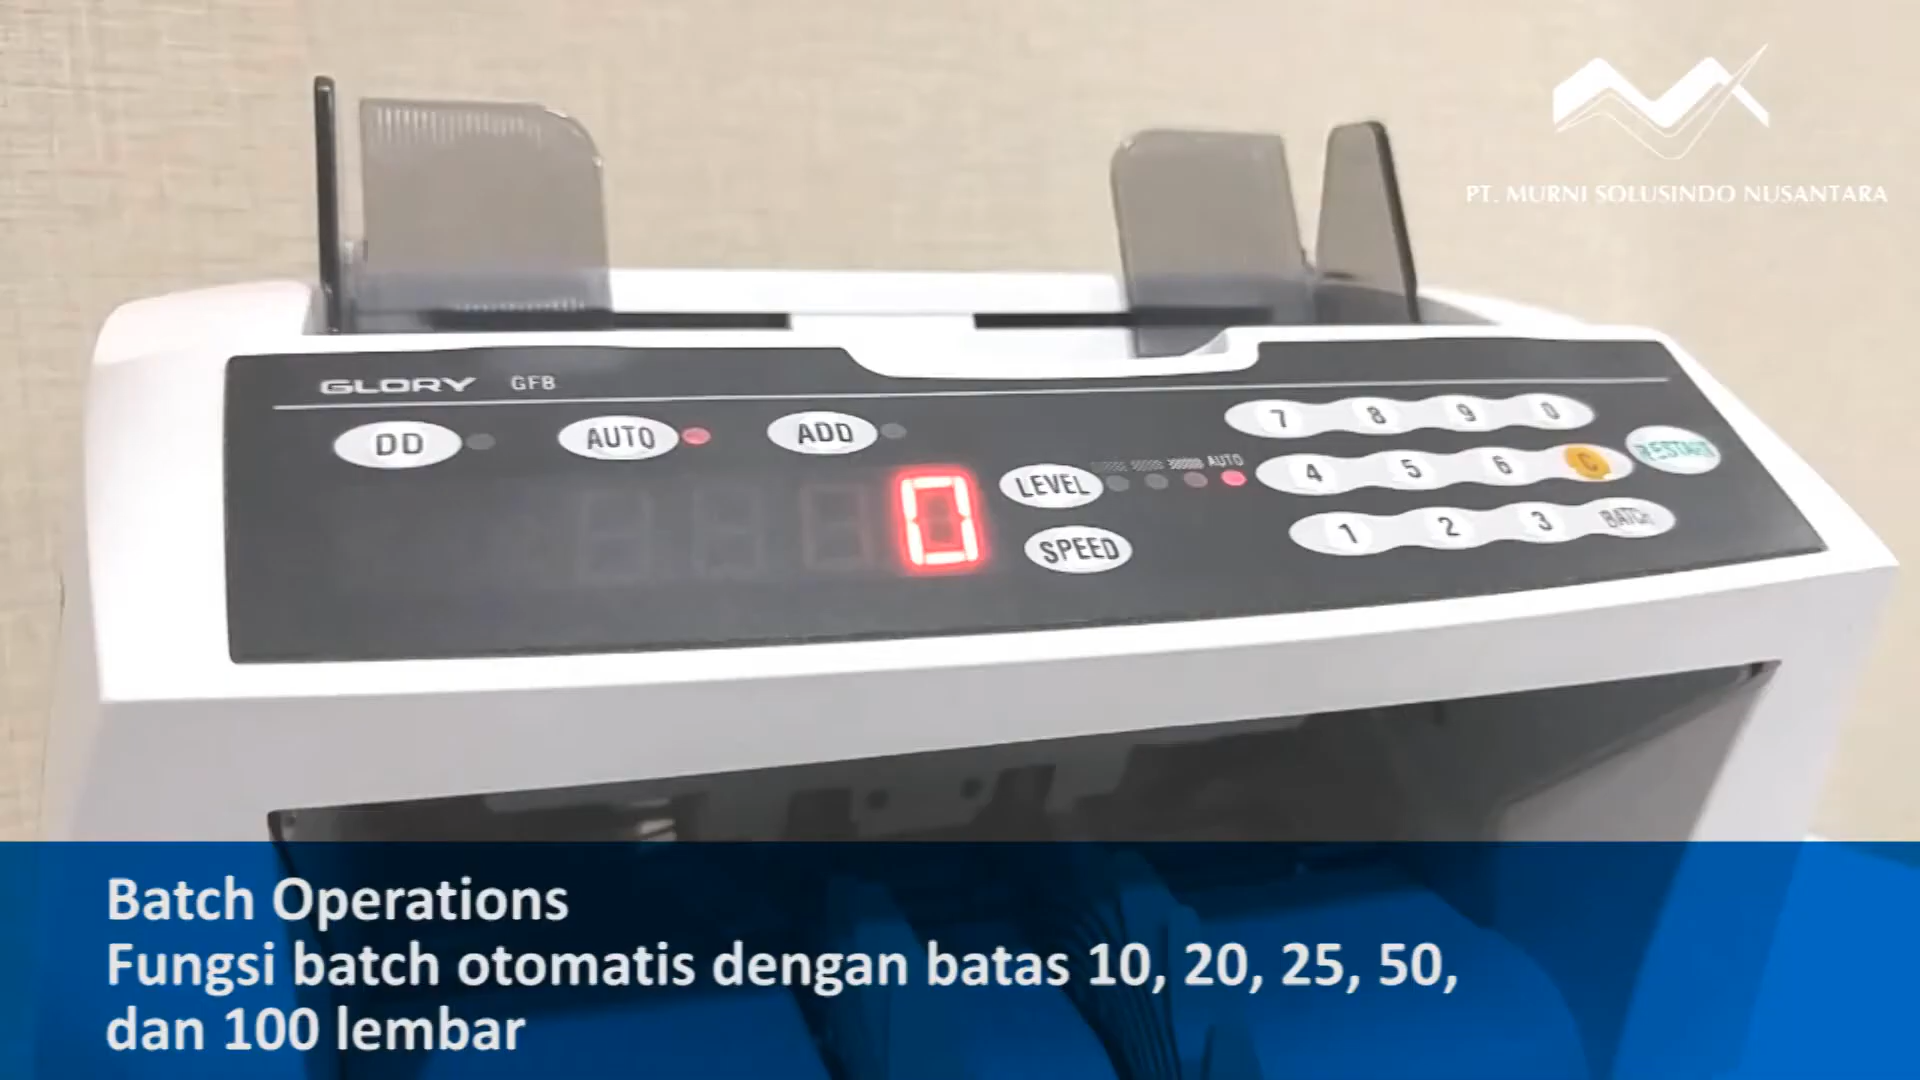 PT. MURNI SOLUSINDO NUSANTARA
GLORY GFB
DD AUTO ADD
LEVEL AUTO
SPEED
7 8 9 0
4 5 6 C RESTART
1 2 3 BATCH
0
Batch Operations
Fungsi batch otomatis dengan batas 10, 20, 25, 50,
dan 100 lembar